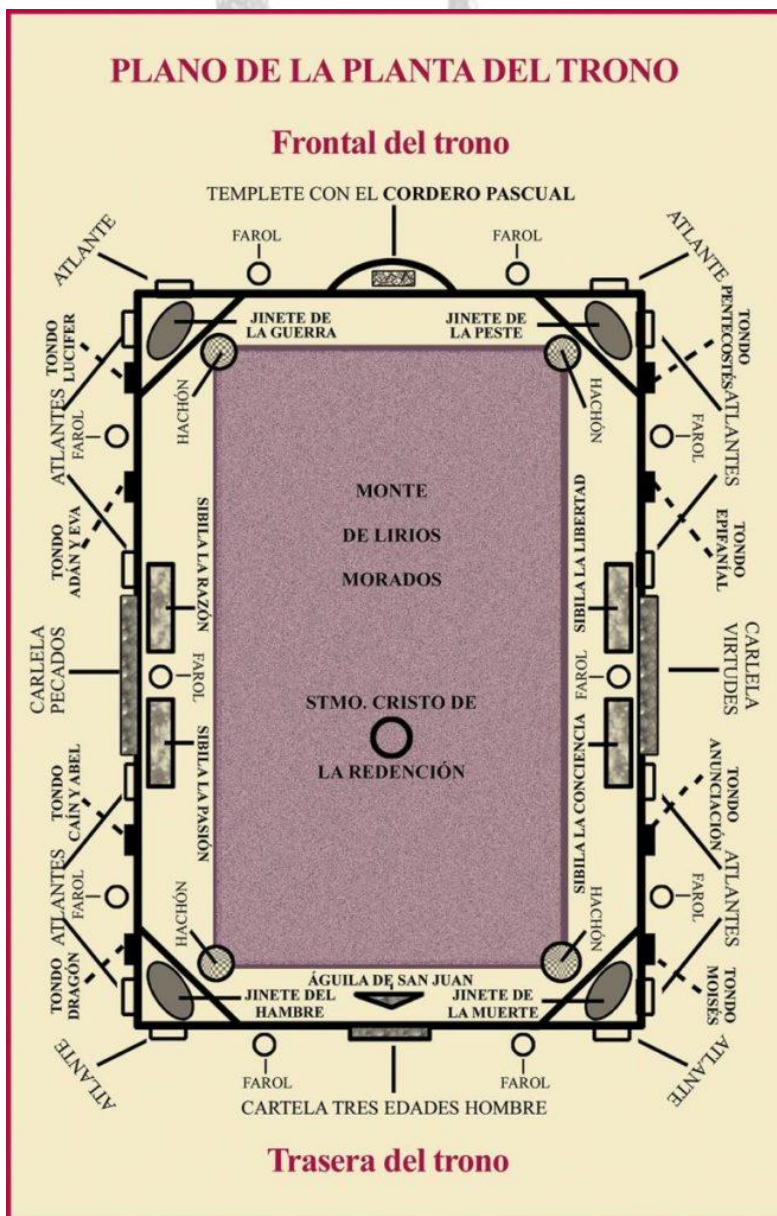 PLANO DE LA PLANTA DEL TRONO
Frontal del trono
TEMPLETE CON EL CORDERO PASCUAL
FAROL
FAROL
ATLANTE
ATLANTE
JINETE DE
LA GUERRA
JINETE DE
LA PESTE
TONDO
LUCIFER
TONDO
PENTECOSTÉS
HACHÓN
HACHÓN
ATLANTES
FAROL
FAROL
ATLANTES
TONDO
ADÁN Y EVA
TONDO
EPIFANÍAL
MONTE
DE LIRIOS
MORADOS
SIBILA LA RAZÓN
SIBILA LA LIBERTAD
CARLELA
PECADOS
FAROL
FAROL
CARLELA
VIRTUDES
STMO. CRISTO DE
LA REDENCIÓN
SIBILA LA PASIÓN
SIBILA LA CONCIENCIA
TONDO
CAÍN Y ABEL
TONDO
ANUNCIACIÓN
ATLANTES
FAROL
FAROL
ATLANTES
HACHÓN
HACHÓN
TONDO
DRAGÓN
TONDO
MOISÉS
ÁGUILA DE SAN JUAN
JINETE DEL
HAMBRE
JINETE DE
LA MUERTE
ATLANTE
ATLANTE
FAROL
FAROL
CARTELA TRES EDADES HOMBRE
Trasera del trono